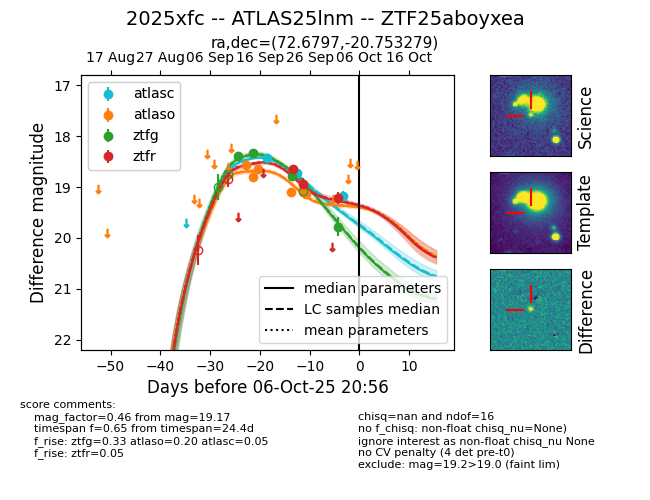 2025xfc -- ATLAS25lnm -- ZTF25aboyxea
ra,dec=(72.6797,-20.753279)
17 Aug 27 Aug 06 Sep 16 Sep 26 Sep 06 Oct 16 Oct
17
18
19
20
21
22
Difference magnitude
atlasc
atlaso
ztfg
ztfr
median parameters
LC samples median
mean parameters
−50 −40 −30 −20 −10 0 10
Days before 06-Oct-25 20:56
Science
Template
Difference
score comments:
mag_factor=0.46 from mag=19.17
timespan f=0.65 from timespan=24.4d
f_rise: ztfg=0.33 atlaso=0.20 atlasc=0.05
f_rise: ztfr=0.05
chisq=nan and ndof=16
no f_chisq: non-float chisq_nu=None)
ignore interest as non-float chisq_nu None
no CV penalty (4 det pre-t0)
exclude: mag=19.2>19.0 (faint lim)